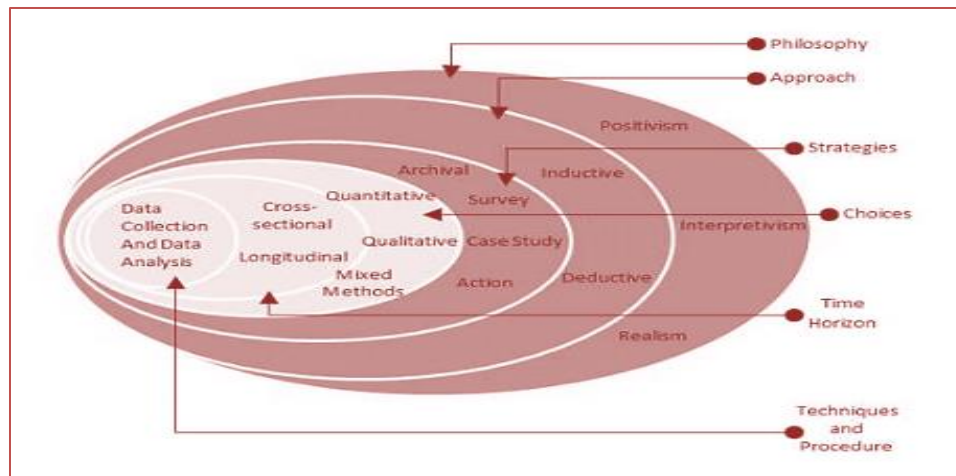 Philosophy
Approach
Positivism
Strategies
Archival
Inductive
Quantitative
Survey
Cross-
sectional
Data
Collection
And Data
Analysis
Choices
Interpretivism
Qualitative
Case Study
Longitudinal
Mixed
Methods
Action
Deductive
Time
Horizon
Realism
Techniques
and
Procedure